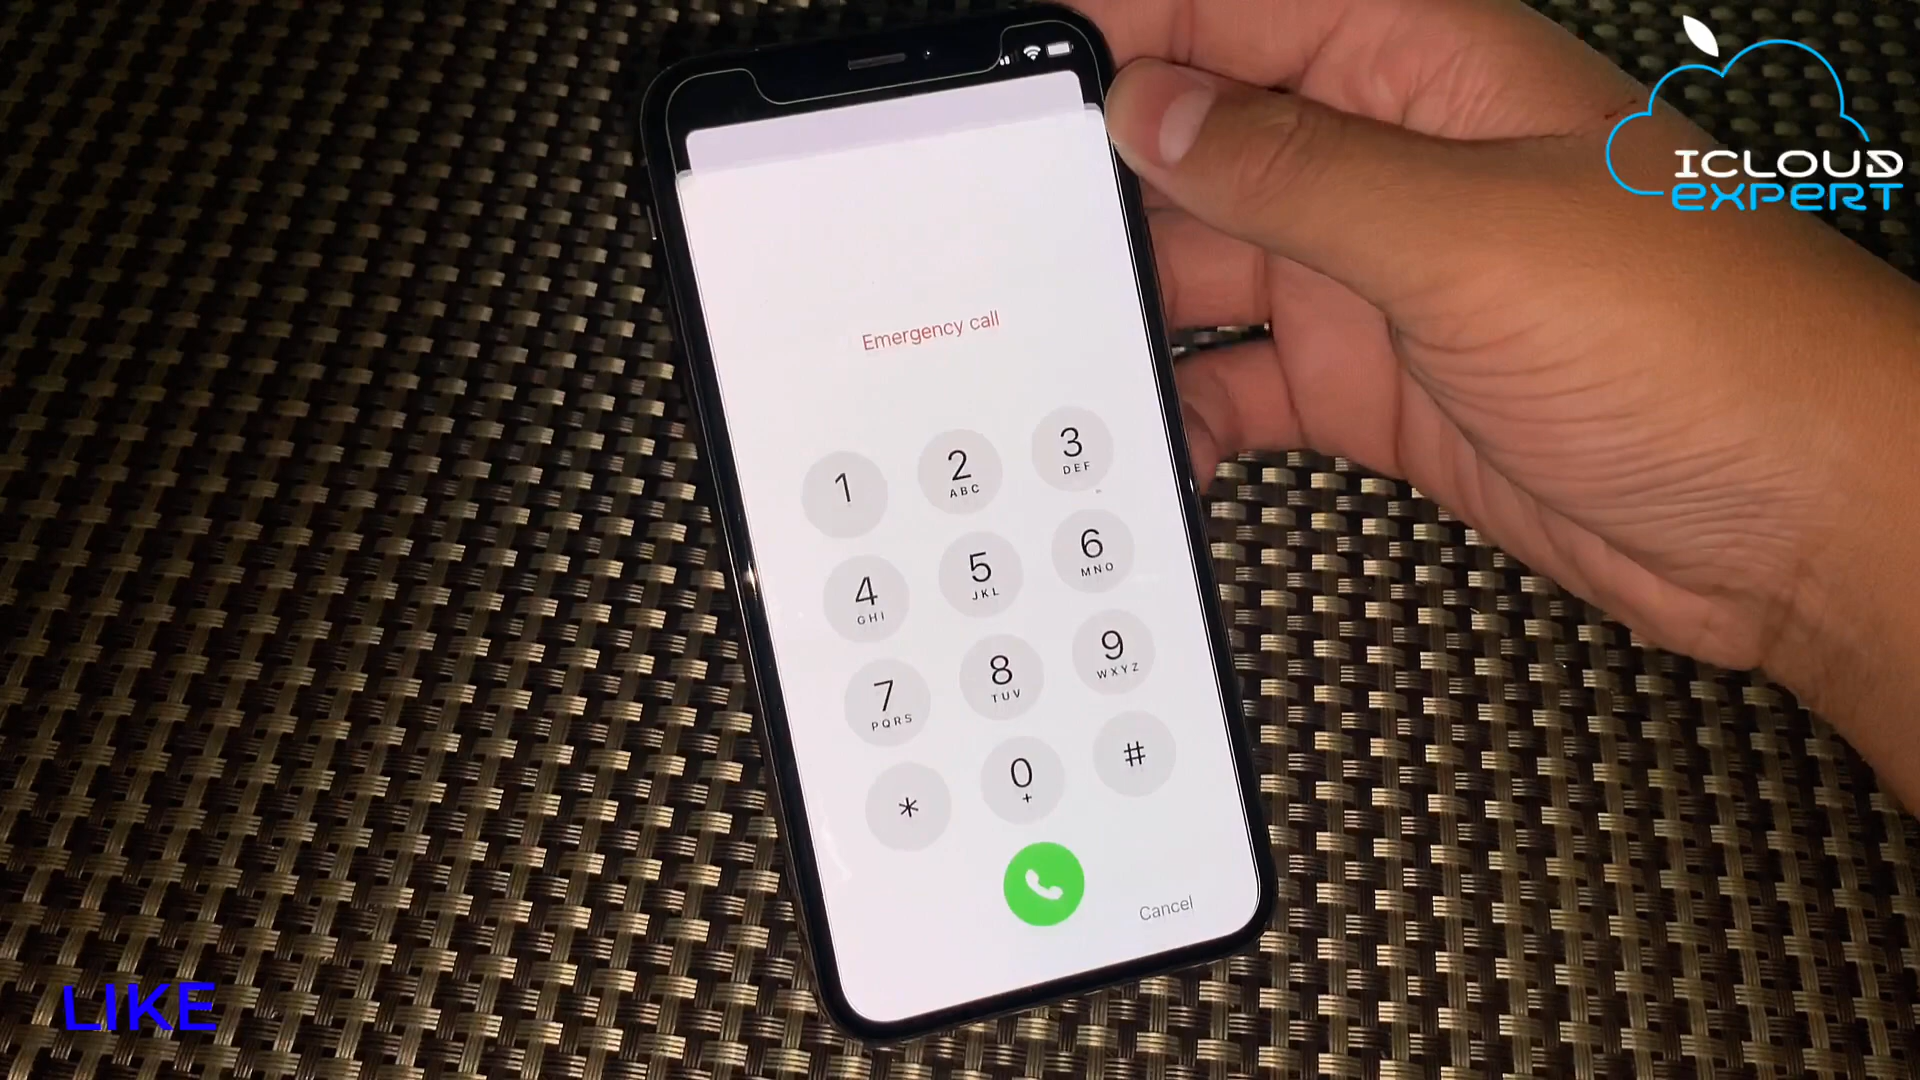 ICLOUD
EXPERT
Emergency call
1
2
ABC
3
DEF
4
GHI
5
JKL
6
MNO
7
PQRS
8
TUV
9
WXYZ
*
0
+
#
Cancel
LIKE